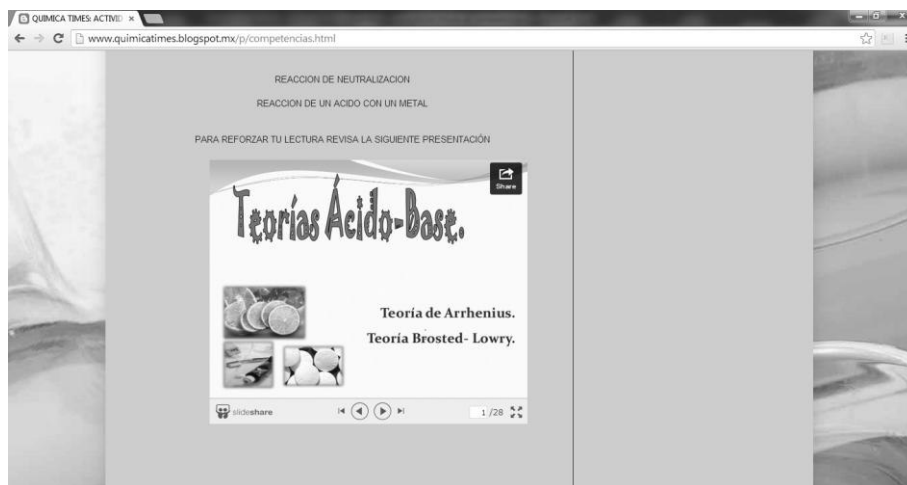 QUIMICA TIMES: ACTIVID
www.quimicatimes.blogspot.mx/p/competencias.html
REACCION DE NEUTRALIZACION
REACCION DE UN ACIDO CON UN METAL
PARA REFORZAR TU LECTURA REVISA LA SIGUIENTE PRESENTACIÓN
Share
Teorías Ácido-Base.
Teoría de Arrhenius.
Teoría Brosted- Lowry.
slideshare
1 /28